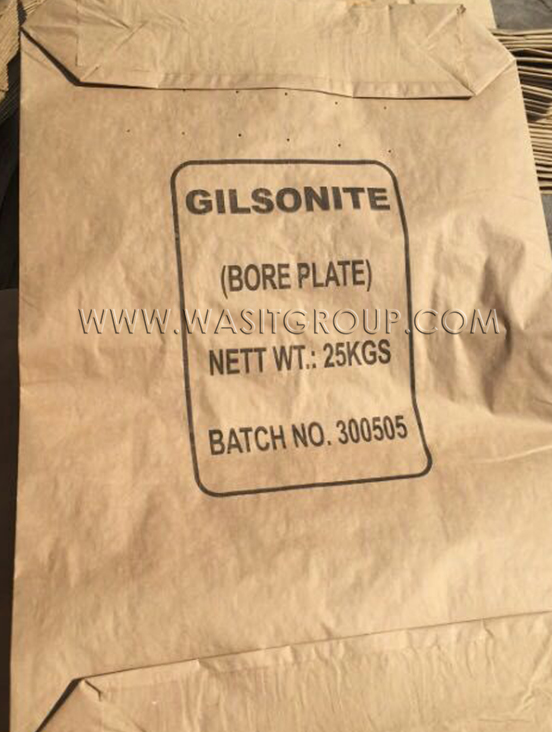 GILSONITE
(BORE PLATE)
WWW.WASITGROUP.COM
NETT WT.: 25KGS
BATCH NO. 300505